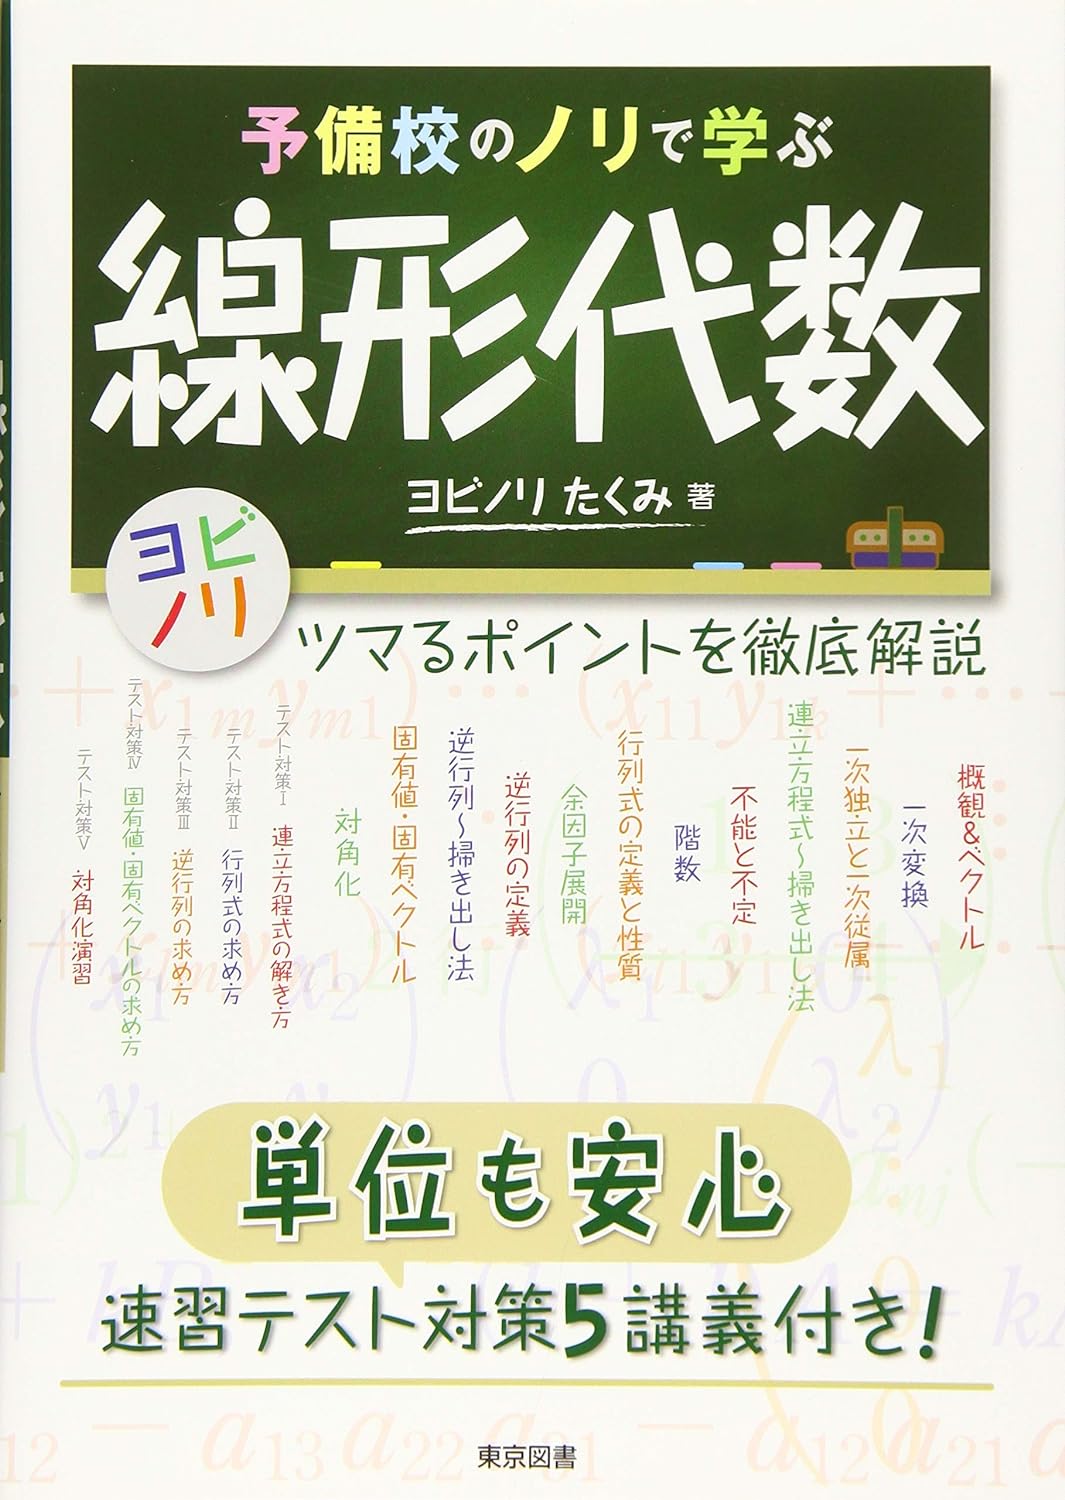 予備校のノリで学ぶ
線形代数
ヨビノリ たくみ 著
ヨビ
ノリ
ツマるポイントを徹底解説
概観&ベクトル
一次変換
一次独立と一次従属
連立方程式~掃き出し法
不能と不定
階数
行列式の定義と性質
余因子展開
逆行列の定義
逆行列~掃き出し法
固有値・固有ベクトル
対角化
テスト対策Ⅰ 連立方程式の解き方
テスト対策Ⅱ 行列式の求め方
テスト対策Ⅲ 逆行列の求め方
テスト対策Ⅳ 固有値・固有ベクトルの求め方
テスト対策Ⅴ 対角化演習
単位も安心
速習テスト対策5講義付き!
東京図書